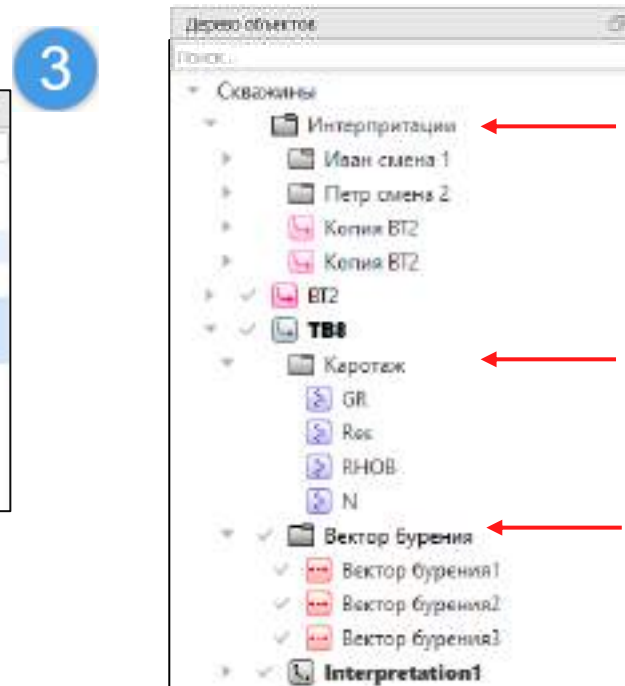 3
Дерево объектов
Поиск...
Скважины
Интерпритации
Иван смена 1
Петр смена 2
Копия ВТ2
Копия ВТ2
ВТ2
ТВ8
Каротаж
GR
Res
RHOB
N
Вектор бурения
Вектор бурения1
Вектор бурения2
Вектор бурения3
Interpretation1